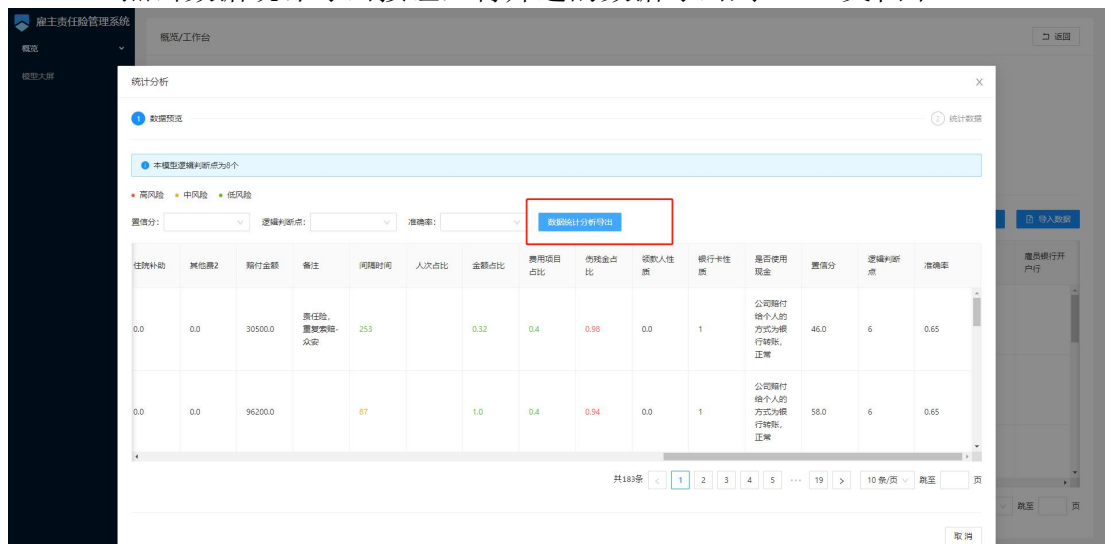 雇主责任险管理系统
概览/工作台
返回
概览
模型大屏
统计分析
1 数据预览
2 统计数据
本模型逻辑判断点为8个
高风险 中风险 低风险
置信分: 逻辑判断点: 准确率: 数据统计分析导出
导入数据
住院补助 其他费2 赔付金额 备注 间隔时间 人次占比 金额占比 费用项目占比 伤残金占比 领款人性质 银行卡性质 是否使用现金 置信分 逻辑判断点 准确率
雇员银行开户行
0.0 0.0 30500.0 责任险,重复索赔-众安 253 0.32 0.4 0.98 0.0 1 公司赔付给个人的方式为银行转账,正常 46.0 6 0.65
0.0 0.0 96200.0 87 1.0 0.4 0.94 0.0 1 公司赔付给个人的方式为银行转账,正常 58.0 6 0.65
共183条 < 1 2 3 4 5 ··· 19 > 10 条/页 跳至 页
跳至 页
取 消